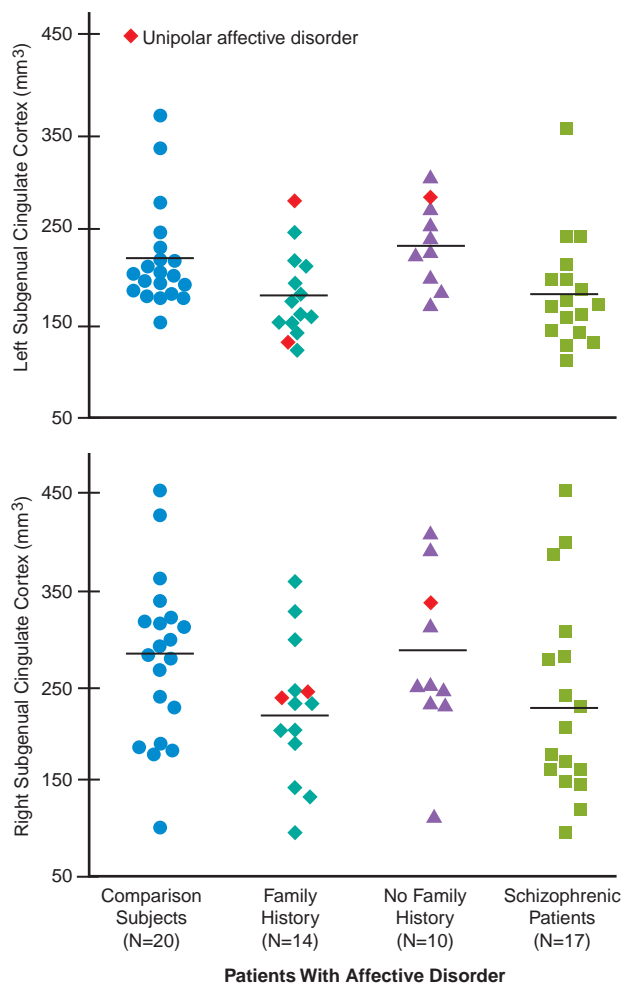 450
Unipolar affective disorder
350
250
150
50
Left Subgenual Cingulate Cortex (mm³)
450
350
250
150
50
Right Subgenual Cingulate Cortex (mm³)
Comparison
Subjects
(N=20)
Family
History
(N=14)
No Family
History
(N=10)
Schizophrenic
Patients
(N=17)
Patients With Affective Disorder